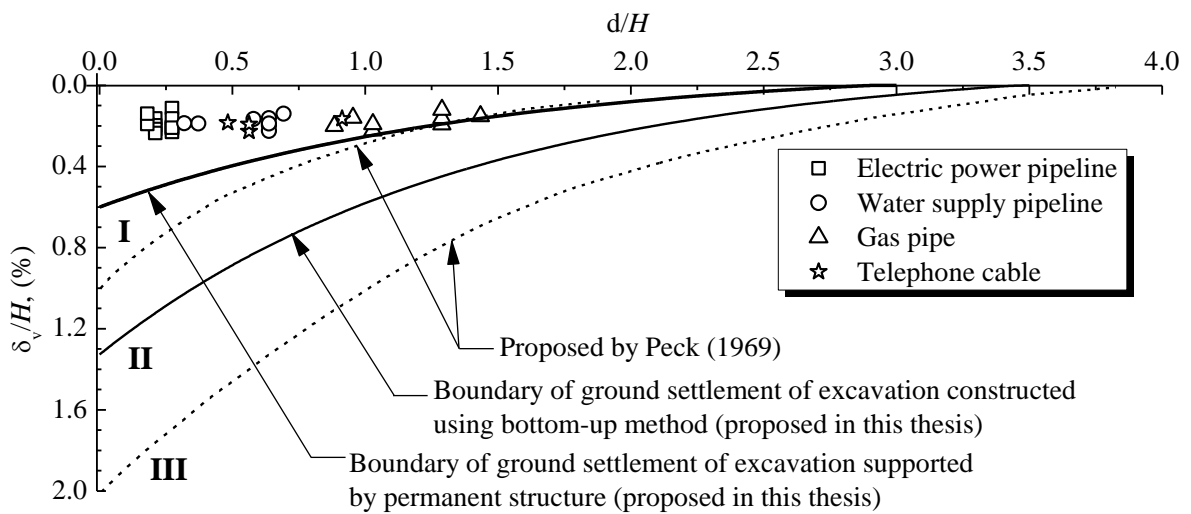 d/H
0.0 0.5 1.0 1.5 2.0 2.5 3.0 3.5 4.0
0.0
0.4
0.8
1.2
1.6
2.0
δv/H, (%)
I
II
III
Electric power pipeline
Water supply pipeline
Gas pipe
Telephone cable
Proposed by Peck (1969)
Boundary of ground settlement of excavation constructed
using bottom-up method (proposed in this thesis)
Boundary of ground settlement of excavation supported
by permanent structure (proposed in this thesis)